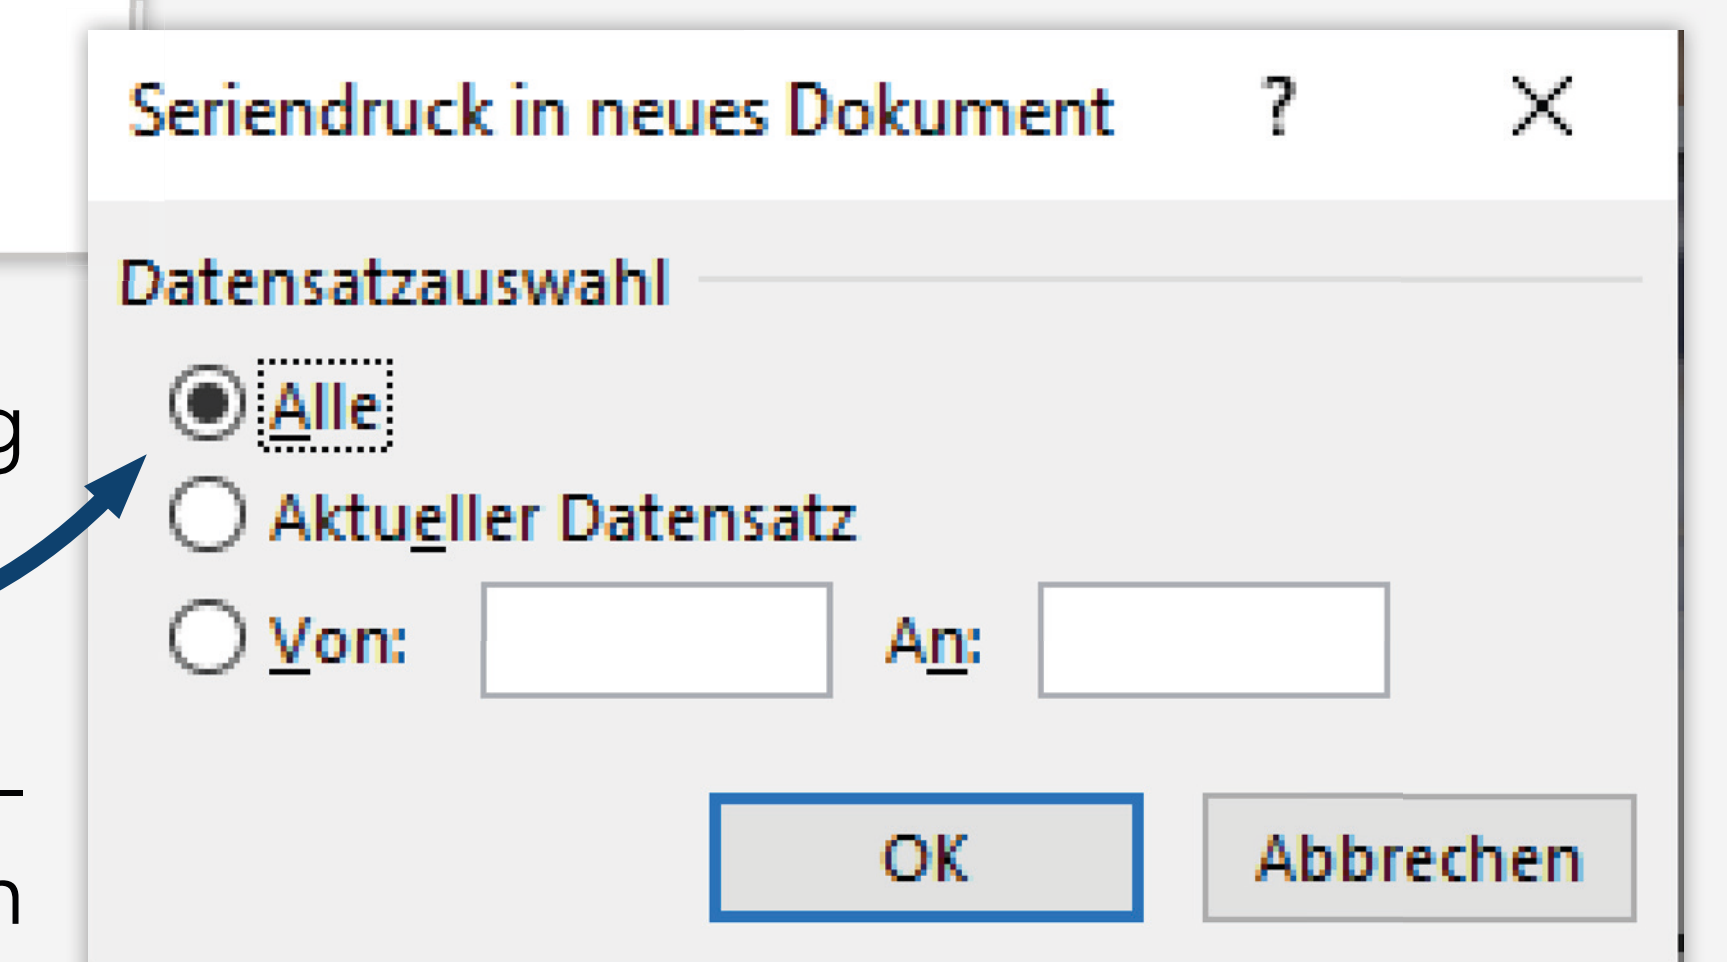 Seriendruck in neues Dokument ?
Datensatzauswahl
g
Alle
Aktueller Datensatz
Von: An:
–
OK Abbrechen
n